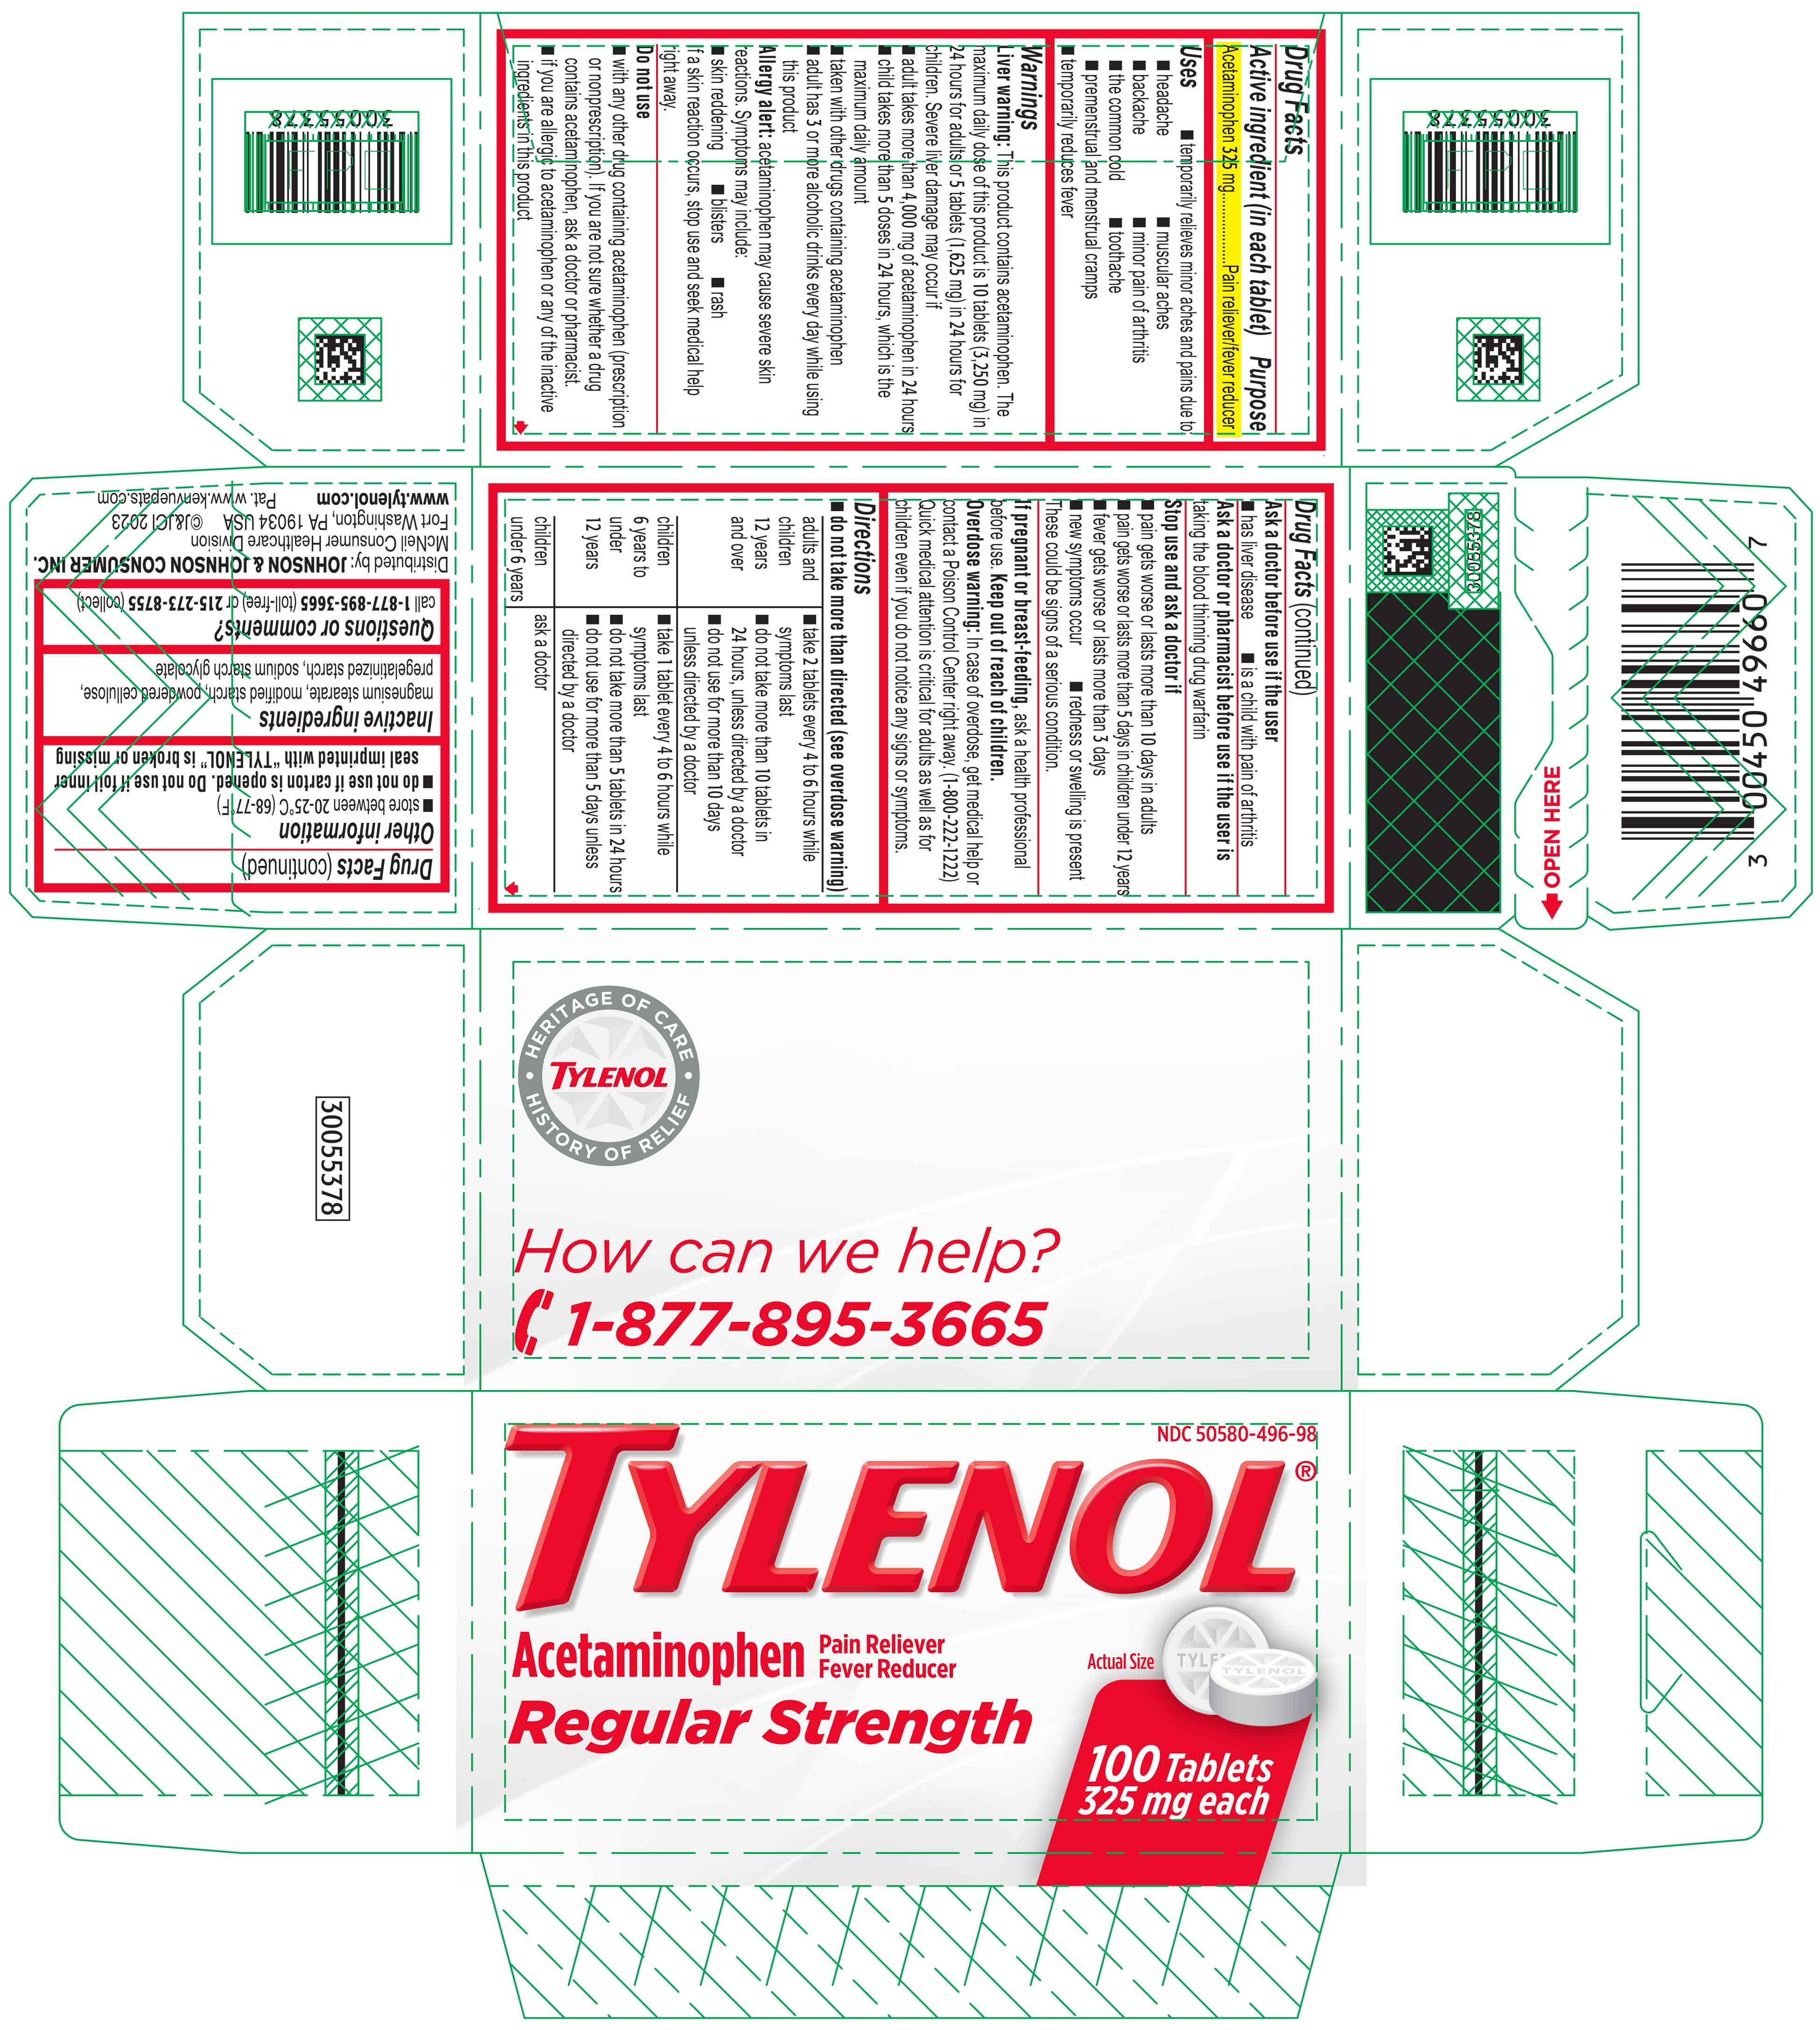 30055378
30055378
Drug Facts
Active ingredient (in each tablet) Purpose
Acetaminophen 325 mg................Pain reliever/fever reducer
Uses ■ temporarily relieves minor aches and pains due to
■ headache ■ muscular aches
■ backache ■ minor pain of arthritis
■ the common cold ■ toothache
■ premenstrual and menstrual cramps
■ temporarily reduces fever
Warnings
Liver warning: This product contains acetaminophen. The
maximum daily dose of this product is 10 tablets (3,250 mg) in
24 hours for adults or 5 tablets (1,625 mg) in 24 hours for
children. Severe liver damage may occur if
■ adult takes more than 4,000 mg of acetaminophen in 24 hours
■ child takes more than 5 doses in 24 hours, which is the
maximum daily amount
■ taken with other drugs containing acetaminophen
■ adult has 3 or more alcoholic drinks every day while using
this product
Allergy alert: acetaminophen may cause severe skin
reactions. Symptoms may include:
■ skin reddening ■ blisters ■ rash
If a skin reaction occurs, stop use and seek medical help
right away.
Do not use
■ with any other drug containing acetaminophen (prescription
or nonprescription). If you are not sure whether a drug
contains acetaminophen, ask a doctor or pharmacist.
■ if you are allergic to acetaminophen or any of the inactive
ingredients in this product
Drug Facts (continued)
Ask a doctor before use if the user
■ has liver disease ■ is a child with pain of arthritis
Ask a doctor or pharmacist before use if the user is
taking the blood thinning drug warfarin
Stop use and ask a doctor if
■ pain gets worse or lasts more than 10 days in adults
■ pain gets worse or lasts more than 5 days in children under 12 years
■ fever gets worse or lasts more than 3 days
■ new symptoms occur ■ redness or swelling is present
These could be signs of a serious condition.
If pregnant or breast-feeding, ask a health professional
before use. Keep out of reach of children.
Overdose warning: In case of overdose, get medical help or
contact a Poison Control Center right away. (1-800-222-1222)
Quick medical attention is critical for adults as well as for
children even if you do not notice any signs or symptoms.
Directions
■ do not take more than directed (see overdose warning)
adults and
children
12 years
and over
■ take 2 tablets every 4 to 6 hours while
symptoms last
■ do not take more than 10 tablets in
24 hours, unless directed by a doctor
■ do not use for more than 10 days
unless directed by a doctor
children
6 years to
under
12 years
■ take 1 tablet every 4 to 6 hours while
symptoms last
■ do not take more than 5 tablets in 24 hours
■ do not use for more than 5 days unless
directed by a doctor
children
under 6 years
ask a doctor
Drug Facts (continued)
Other information
■ store between 20-25°C (68-77°F)
■ do not use if carton is opened. Do not use if foil inner
seal imprinted with “TYLENOL” is broken or missing
Inactive ingredients
magnesium stearate, modified starch, powdered cellulose,
pregelatinized starch, sodium starch glycolate
Questions or comments?
call 1-877-895-3665 (toll-free) or 215-273-8755 (collect)
Distributed by: JOHNSON & JOHNSON CONSUMER INC.
McNeil Consumer Healthcare Division
Fort Washington, PA 19034 USA ©J&JCI 2023
www.tylenol.com Pat. www.kenvuepats.com
30055378
OPEN HERE
3 00450 49660 7
HERITAGE OF CARE
TYLENOL
HISTORY OF RELIEF
30055378
How can we help?
1-877-895-3665
NDC 50580-496-98
TYLENOL®
Acetaminophen
Pain Reliever
Fever Reducer
Actual Size
TYLE
TYLENOL
Regular Strength
100 Tablets
325 mg each